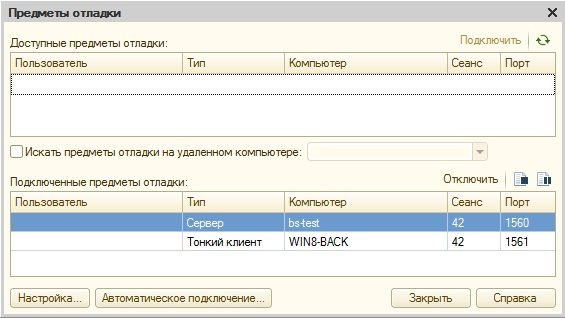 Предметы отладки
Доступные предметы отладки:
Подключить
Пользователь Тип Компьютер Сеанс Порт
Искать предметы отладки на удаленном компьютере:
Подключенные предметы отладки:
Отключить
Пользователь Тип Компьютер Сеанс Порт
Сервер bs-test 42 1560
Тонкий клиент WIN8-BACK 42 1561
Настройка... Автоматическое подключение... Закрыть Справка